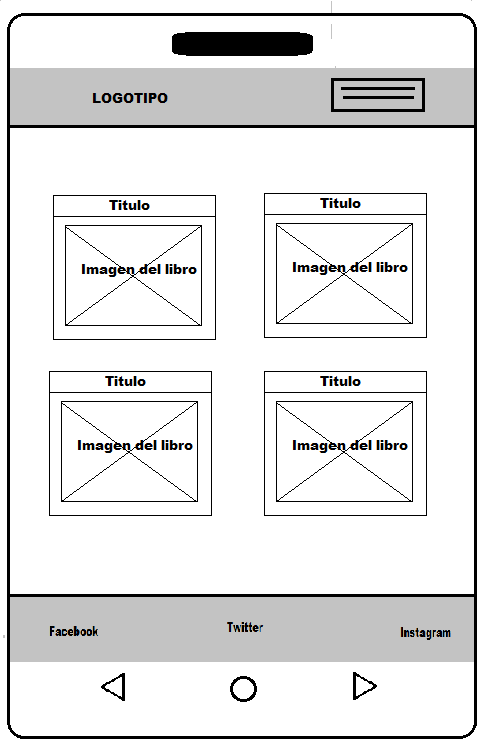 LOGOTIPO
Titulo
Titulo
Imagen del libro
Imagen del libro
Titulo
Titulo
Imagen del libro
Imagen del libro
Facebook
Twitter
Instagram